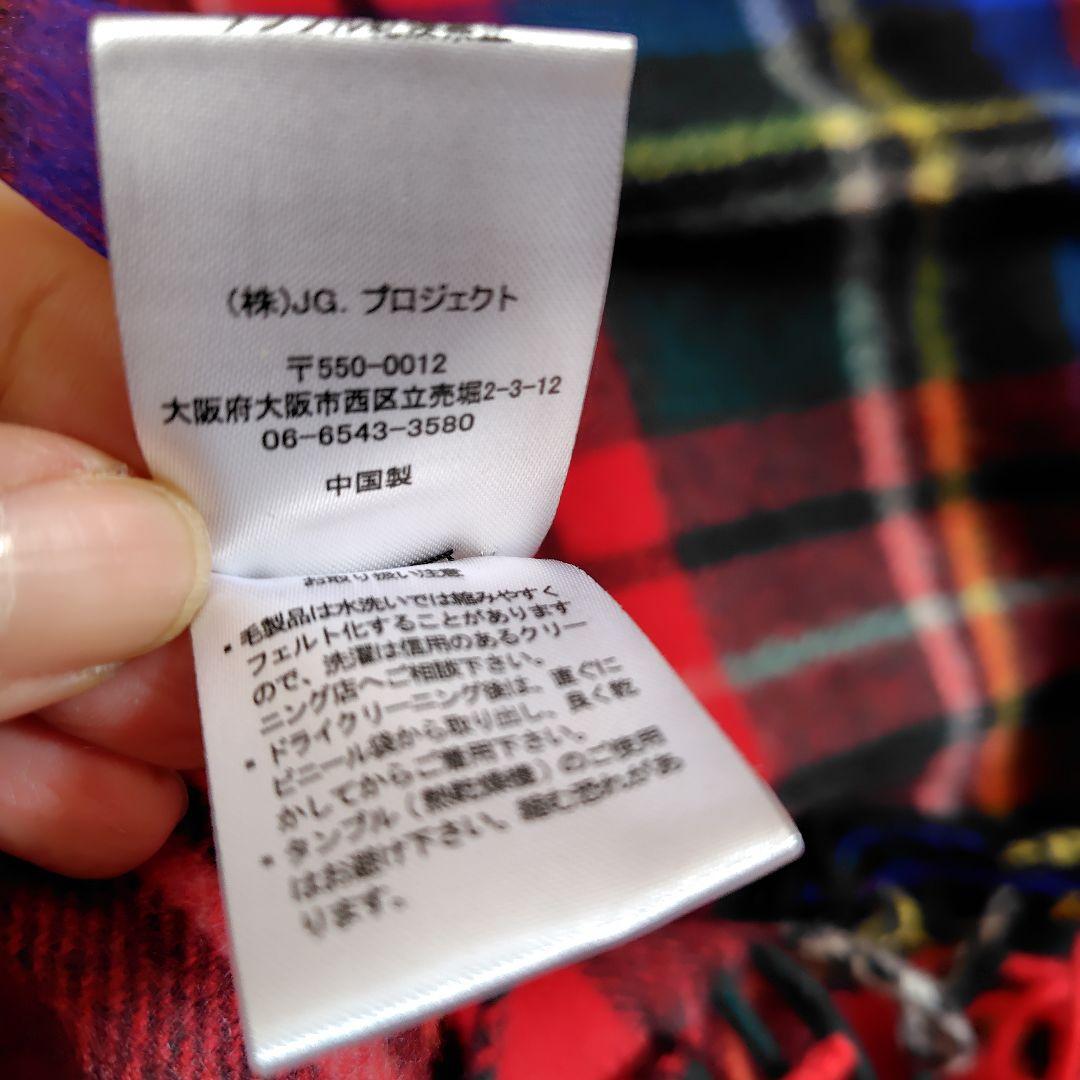 (株)JG. プロジェクト
〒550-0012
大阪府大阪市西区立売堀2-3-12
06-6543-3580
中国製
お取り扱い注意
・毛製品は水洗いでは縮みやすく
フェルト化することがあります
ので、洗濯は信用のあるクリー
ニング店へご相談下さい。
・ドライクリーニング後は、直ぐに
ビニール袋から取り出し、良く乾
かしてからご着用下さい。
・タンブル(熱乾燥機)のご使用
はお避け下さい。縮む恐れがあ
ります。